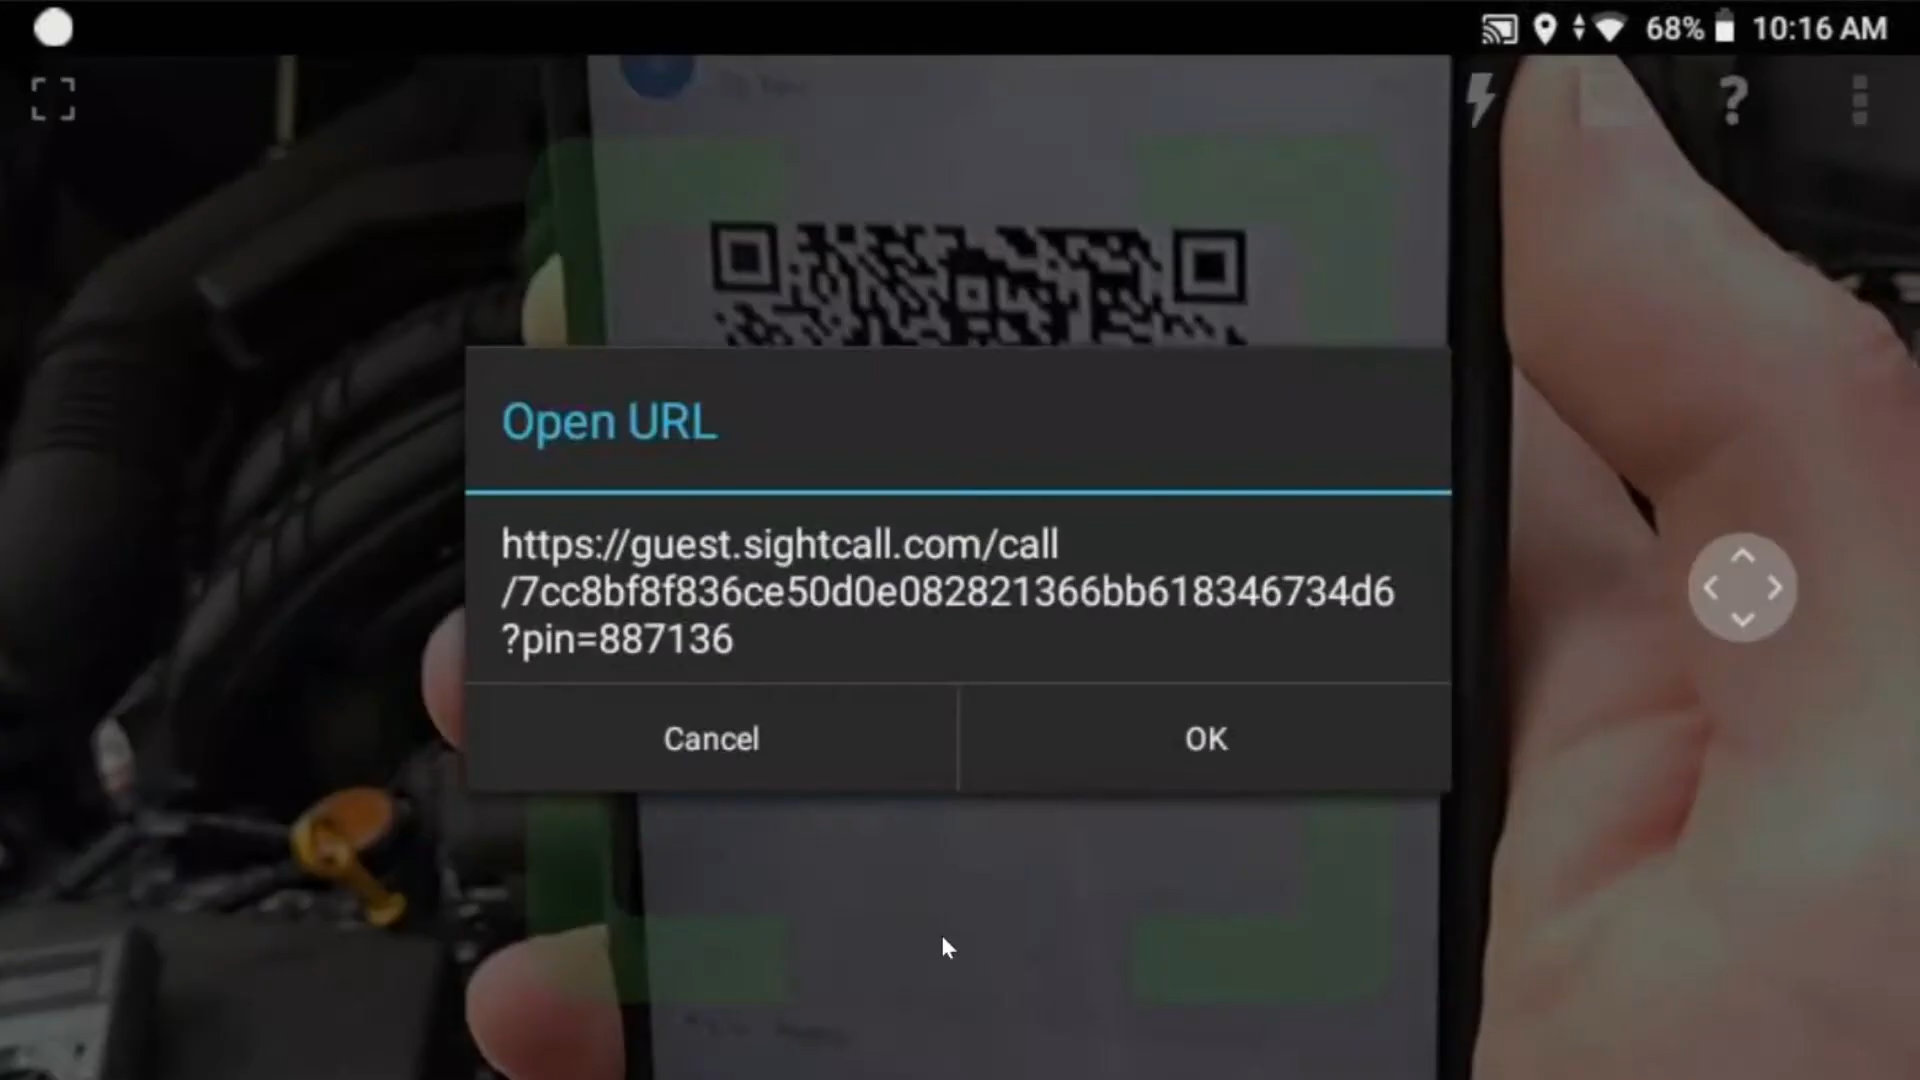 68% 10:16 AM
?
Open URL
https://guest.sightcall.com/call
/7cc8bf8f836ce50d0e082821366bb618346734d6
?pin=887136
Cancel OK